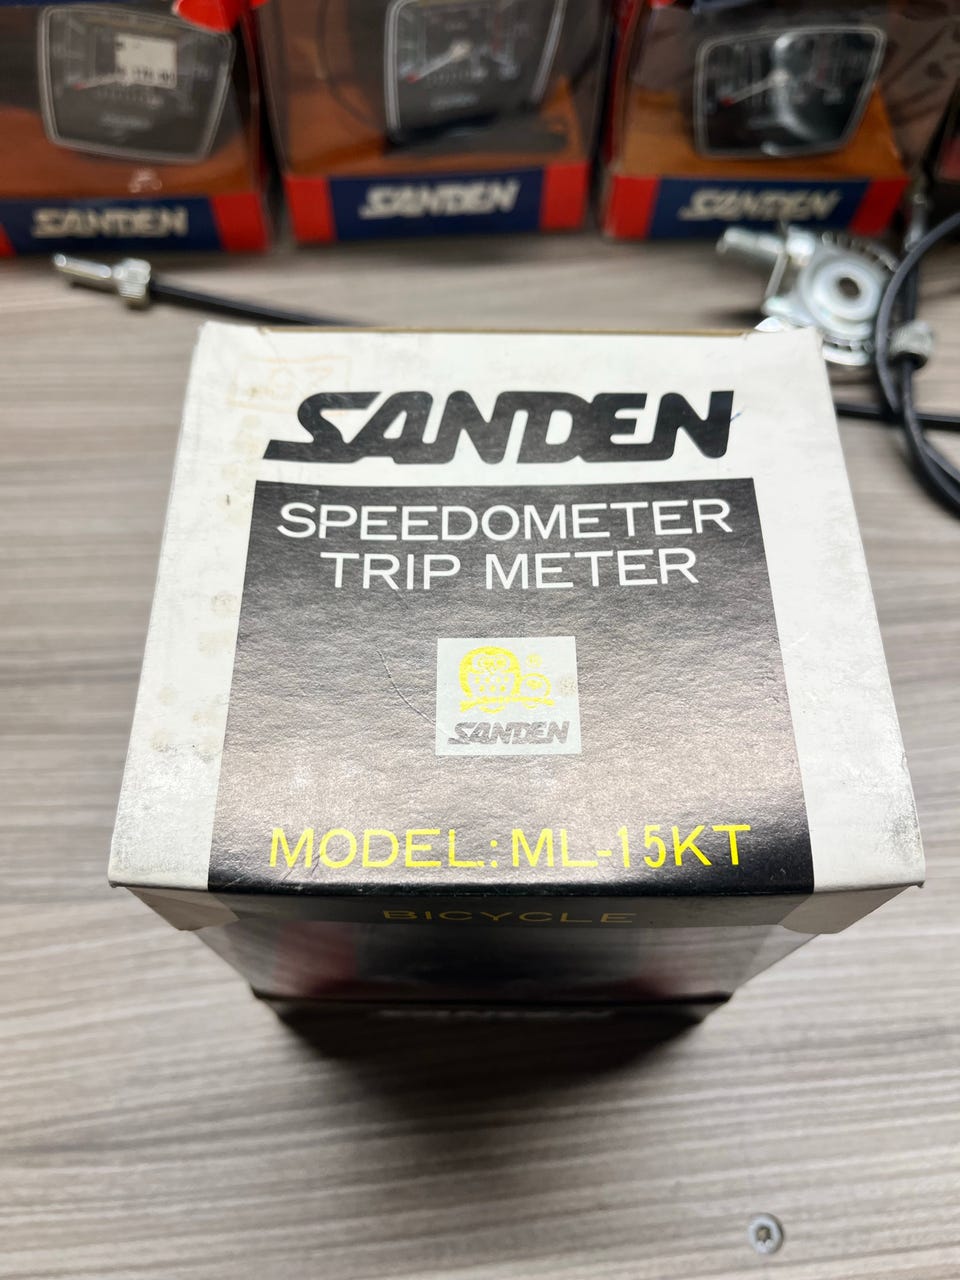 SANDEN
SANDEN
SANDEN
SANDEN
SPEEDOMETER
TRIP METER
SANDEN
MODEL: ML-15KT
BICYCLE